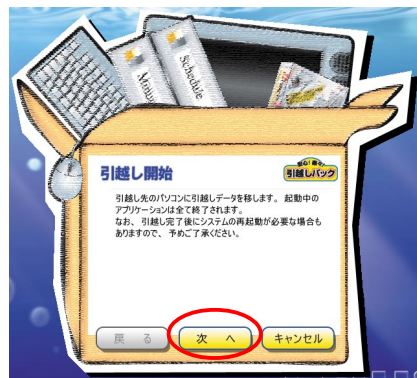 Money
Schedule
引越し開始
安心!楽々!
引越しパック
引越し先のパソコンに引越しデータを移します。 起動中の
アプリケーションは全て終了されます。
なお、 引越し完了後にシステムの再起動が必要な場合も
ありますので、 予めご了承ください。
戻 る
次 へ
キャンセル